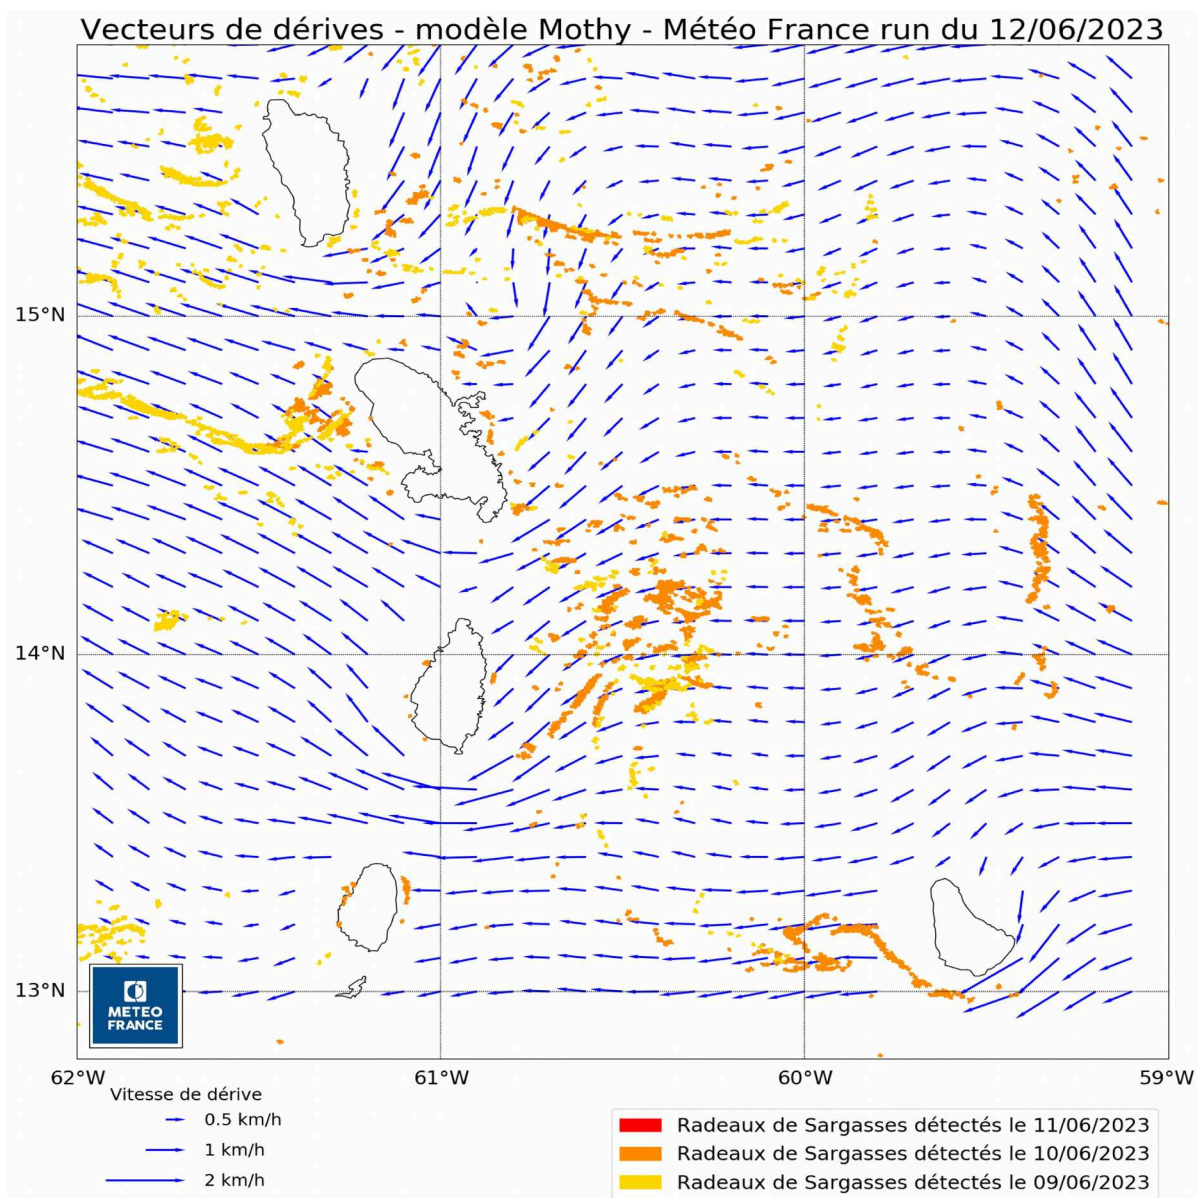 Vecteurs de dérives - modèle Mothy - Météo France run du 12/06/2023
15°N
14°N
13°N
METEO
FRANCE
62°W
61°W
60°W
59°W
Vitesse de dérive
0.5 km/h
1 km/h
2 km/h
Radeaux de Sargasses détectés le 11/06/2023
Radeaux de Sargasses détectés le 10/06/2023
Radeaux de Sargasses détectés le 09/06/2023